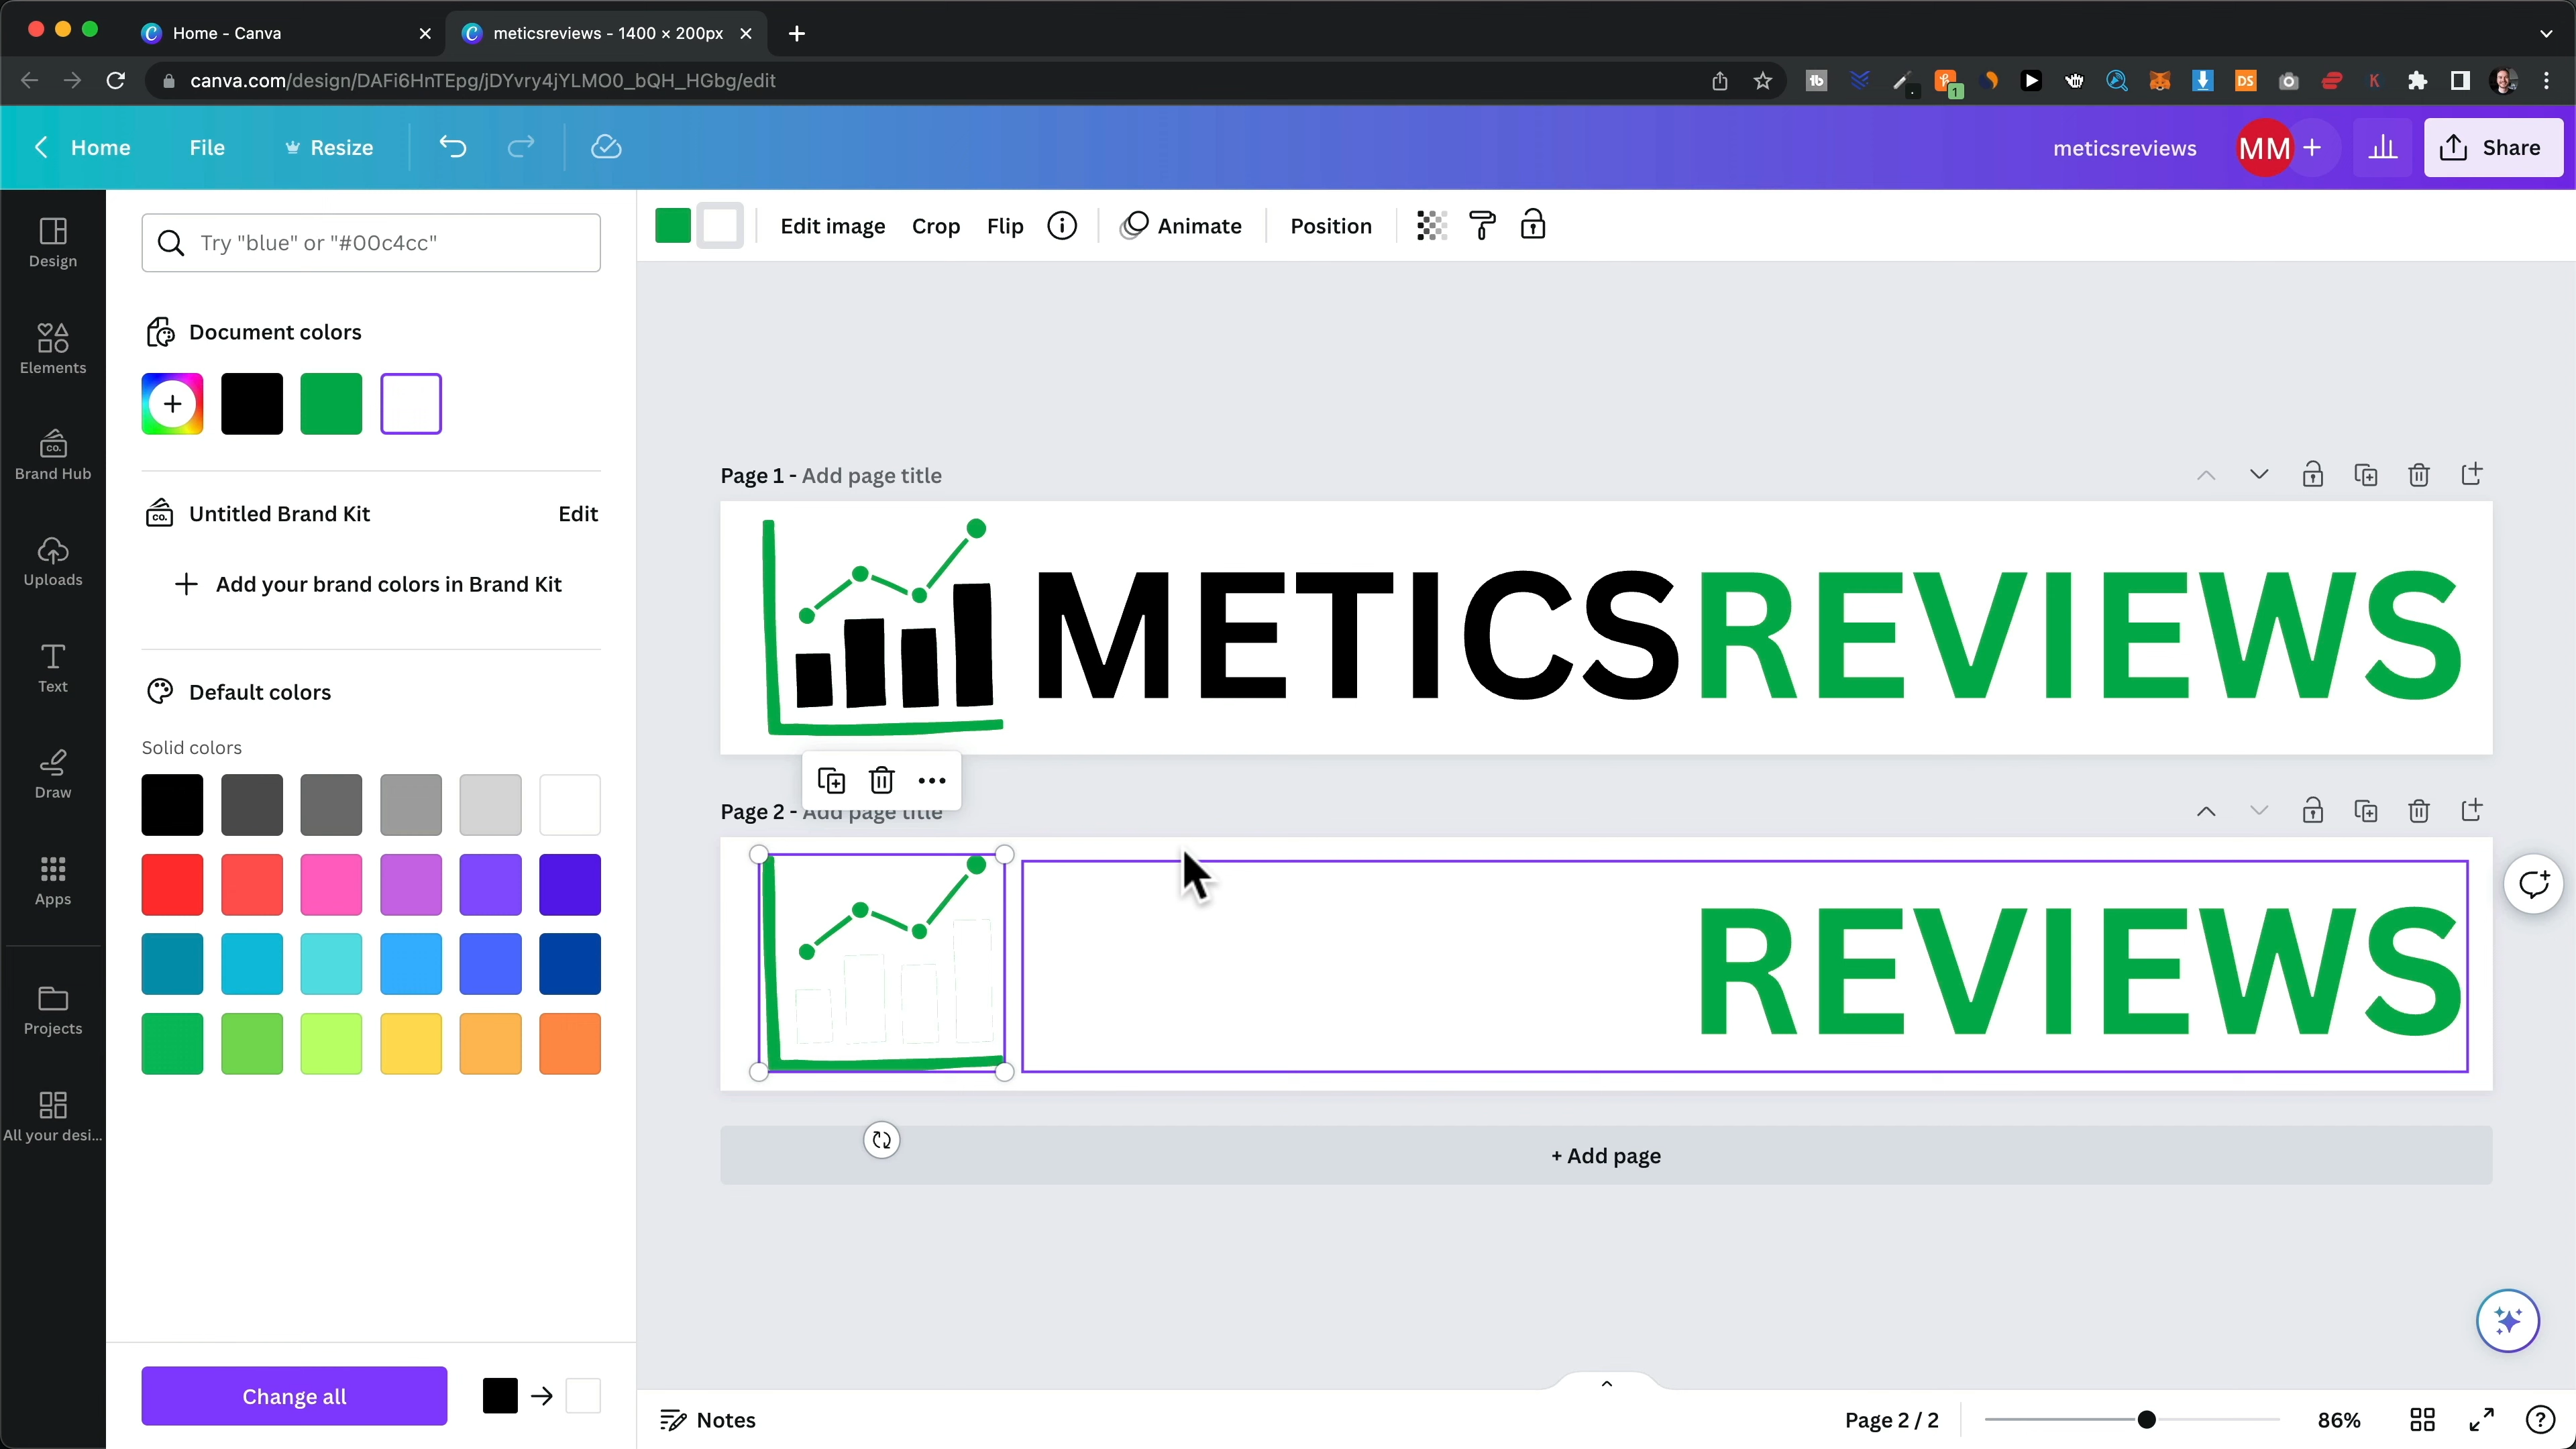 Home - Canva
meticsreviews - 1400 × 200px
canva.com/design/DAFi6HnTEpg/jDYvry4jYLMO0_bQH_HGbg/edit
Home
File
Resize
meticsreviews
MM
Share
Design
Elements
Brand Hub
Uploads
Text
Draw
Apps
Projects
All your desi...
Try "blue" or "#00c4cc"
Document colors
Untitled Brand Kit
Edit
Add your brand colors in Brand Kit
Default colors
Solid colors
Change all
Edit image
Crop
Flip
Animate
Position
Page 1 - Add page title
METICSREVIEWS
Page 2 - Add page title
REVIEWS
+ Add page
Notes
Page 2 / 2
86%